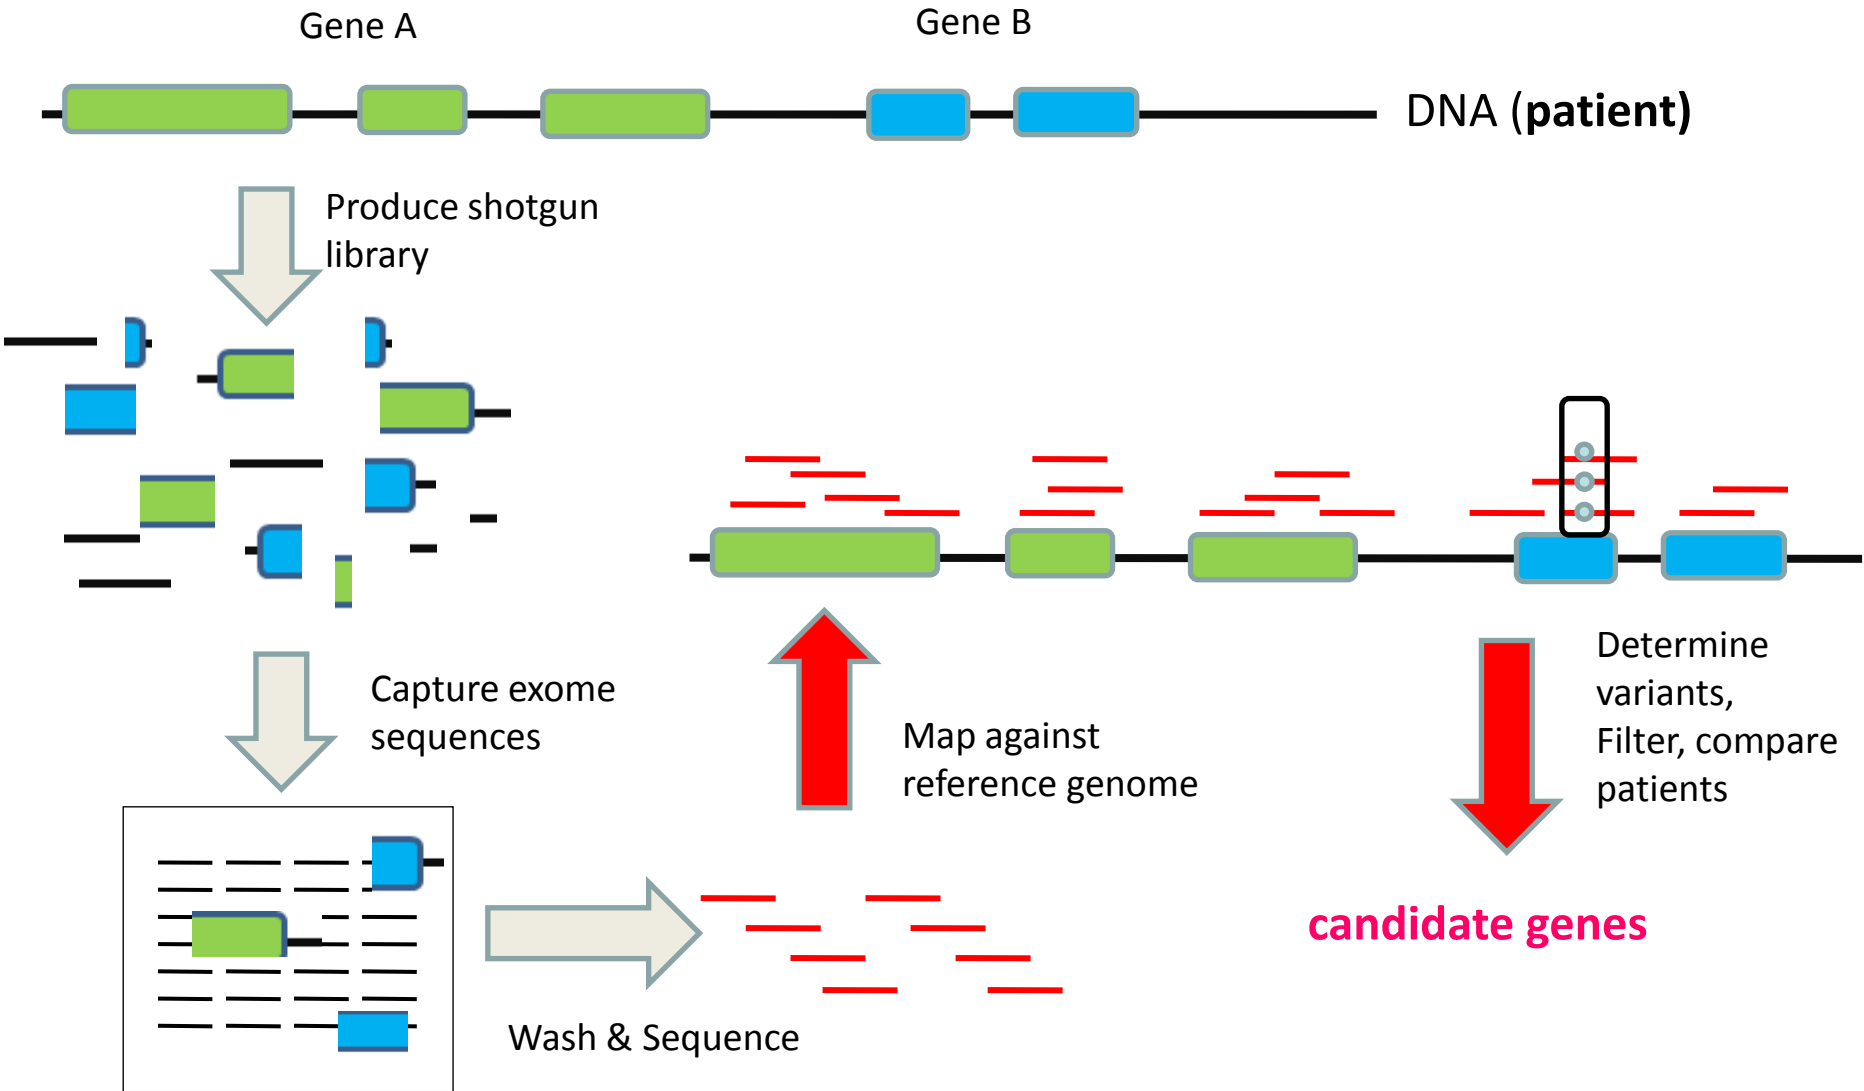 Gene A
Gene B
DNA (patient)
Produce shotgun
library
Capture exome
sequences
Wash & Sequence
Map against
reference genome
Determine
variants,
Filter, compare
patients
candidate genes